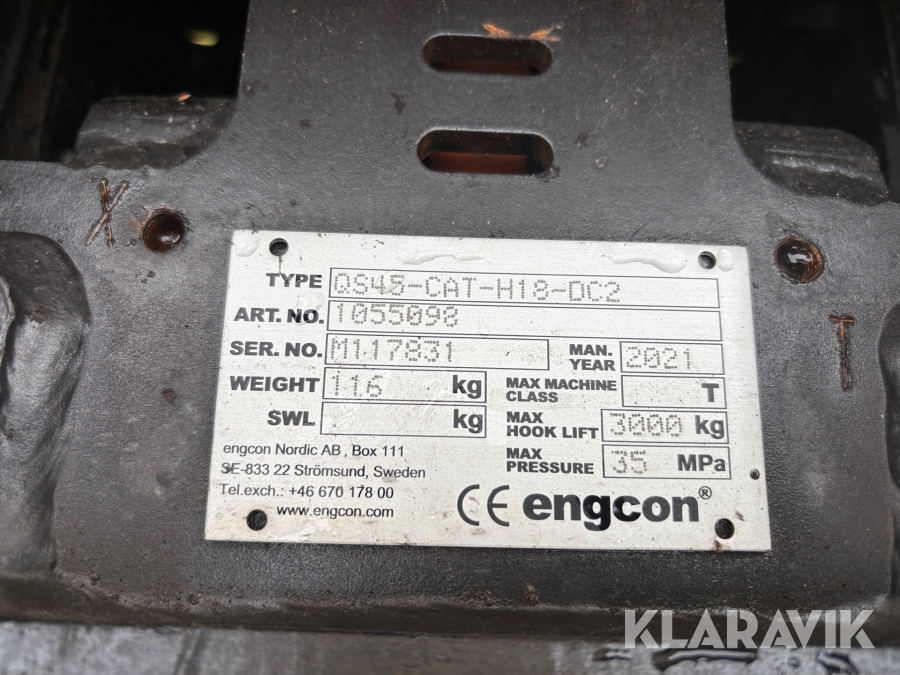 X
T
TYPE QS45-CAT-H18-DC2
ART. NO. 1055098
SER. NO. M117831 MAN. YEAR 2021
WEIGHT 116 kg MAX MACHINE CLASS T
SWL kg MAX HOOK LIFT 3000 kg
MAX PRESSURE 35 MPa
engcon Nordic AB , Box 111
SE-833 22 Strömsund, Sweden
Tel.exch.: +46 670 178 00
www.engcon.com
CE engcon®
KLARAVIK